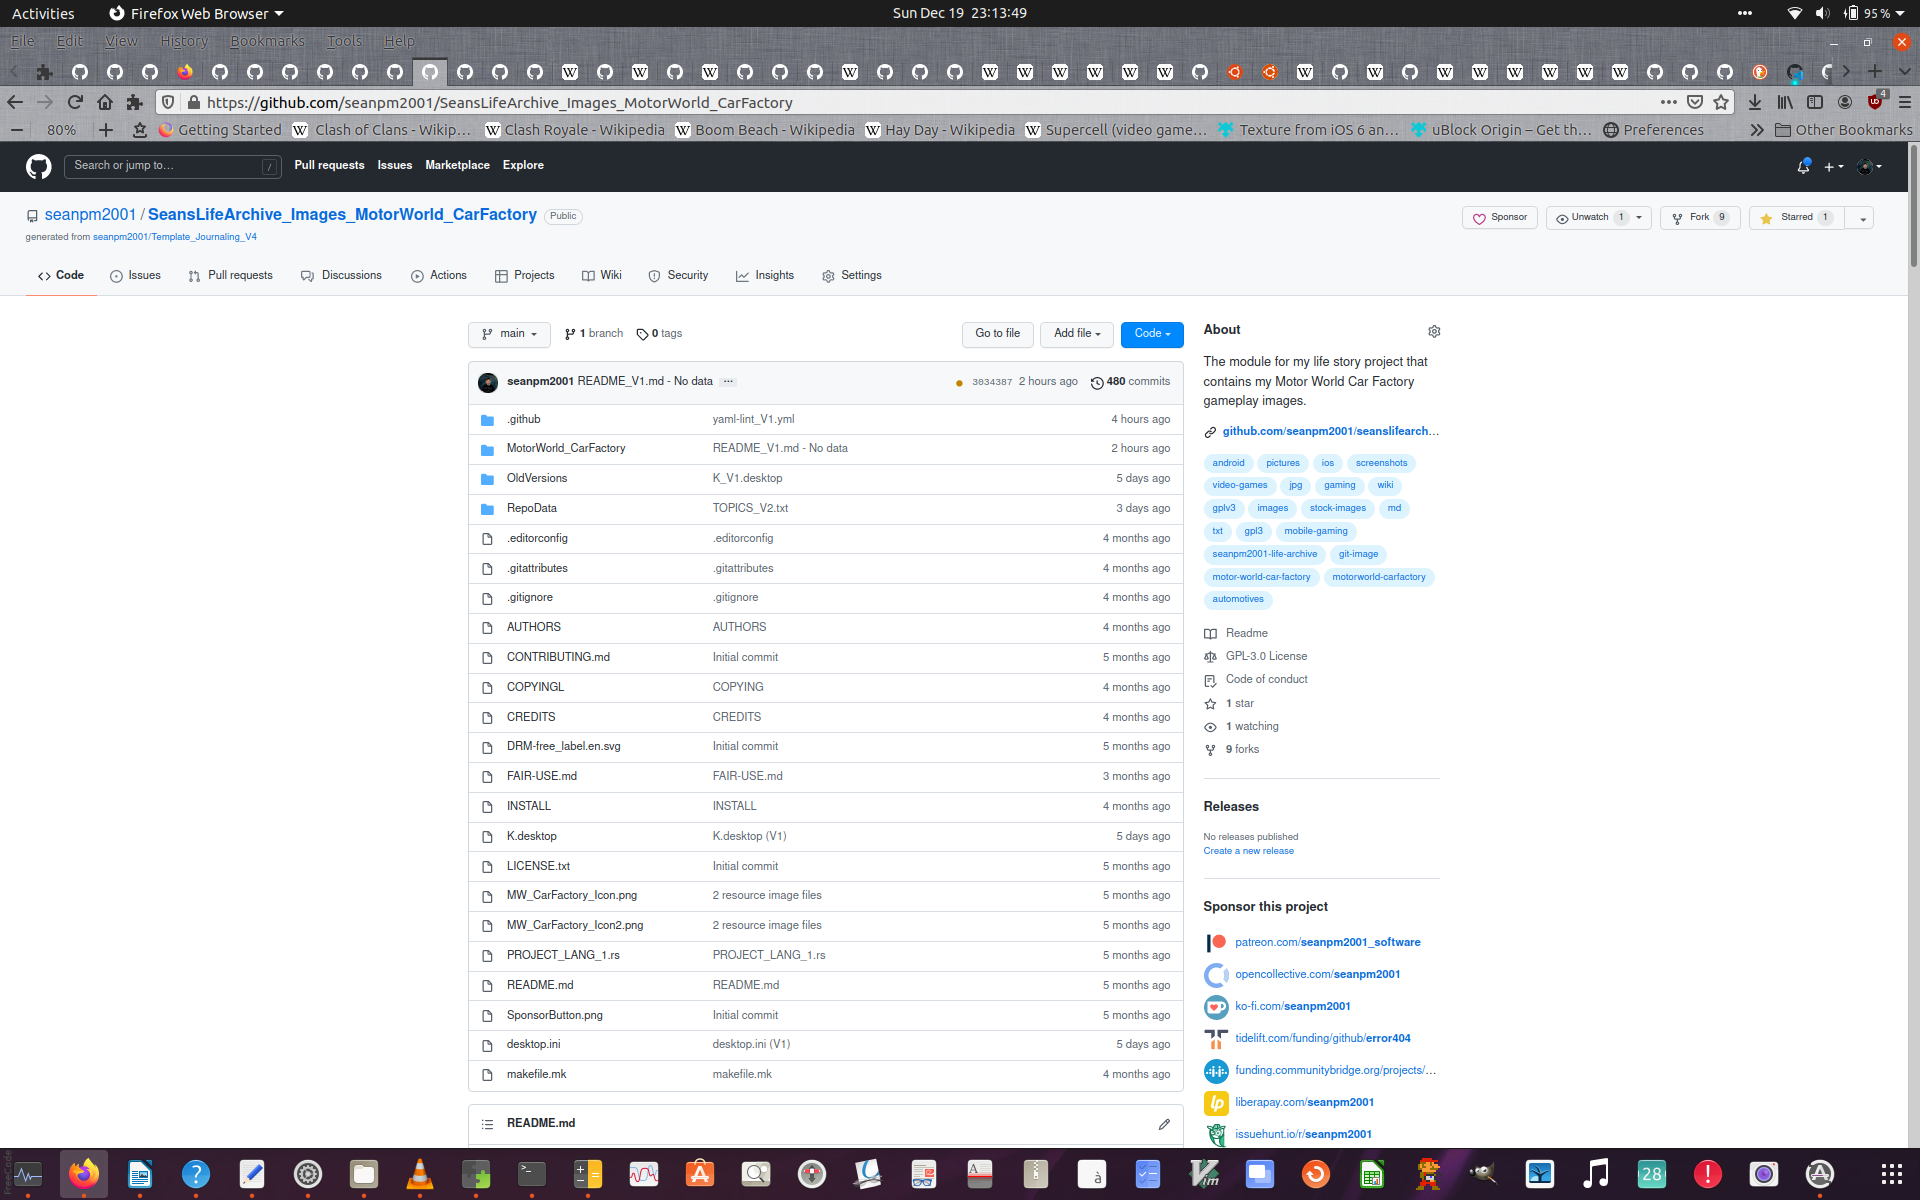 Activities
Firefox Web Browser
Sun Dec 19 23:13:49
95 %
File Edit View History Bookmarks Tools Help
https://github.com/seanpm2001/SeansLifeArchive_Images_MotorWorld_CarFactory
4
80%
Getting Started
Clash of Clans - Wikip…
Clash Royale - Wikipedia
Boom Beach - Wikipedia
Hay Day - Wikipedia
Supercell (video game…
Texture from iOS 6 an…
uBlock Origin – Get th…
Preferences
Other Bookmarks
Search or jump to…
/
Pull requests Issues Marketplace Explore
seanpm2001 / SeansLifeArchive_Images_MotorWorld_CarFactory Public
Sponsor
Unwatch 1
Fork 9
Starred 1
generated from seanpm2001/Template_Journaling_V4
Code Issues Pull requests Discussions Actions Projects Wiki Security Insights Settings
main 1 branch 0 tags Go to file Add file Code
seanpm2001 README_V1.md - No data ... 3034387 2 hours ago 480 commits
.github yaml-lint_V1.yml 4 hours ago
MotorWorld_CarFactory README_V1.md - No data 2 hours ago
OldVersions K_V1.desktop 5 days ago
RepoData TOPICS_V2.txt 3 days ago
.editorconfig .editorconfig 4 months ago
.gitattributes .gitattributes 4 months ago
.gitignore .gitignore 4 months ago
AUTHORS AUTHORS 4 months ago
CONTRIBUTING.md Initial commit 5 months ago
COPYINGL COPYING 4 months ago
CREDITS CREDITS 4 months ago
DRM-free_label.en.svg Initial commit 5 months ago
FAIR-USE.md FAIR-USE.md 3 months ago
INSTALL INSTALL 4 months ago
K.desktop K.desktop (V1) 5 days ago
LICENSE.txt Initial commit 5 months ago
MW_CarFactory_Icon.png 2 resource image files 5 months ago
MW_CarFactory_Icon2.png 2 resource image files 5 months ago
PROJECT_LANG_1.rs PROJECT_LANG_1.rs 5 months ago
README.md README.md 5 months ago
SponsorButton.png Initial commit 5 months ago
desktop.ini desktop.ini (V1) 5 days ago
makefile.mk makefile.mk 4 months ago
README.md
About
The module for my life story project that
contains my Motor World Car Factory
gameplay images.
github.com/seanpm2001/seanslifearch…
android pictures ios screenshots
video-games jpg gaming wiki
gplv3 images stock-images md
txt gpl3 mobile-gaming
seanpm2001-life-archive git-image
motor-world-car-factory motorworld-carfactory
automotives
Readme
GPL-3.0 License
Code of conduct
1 star
1 watching
9 forks
Releases
No releases published
Create a new release
Sponsor this project
patreon.com/seanpm2001_software
opencollective.com/seanpm2001
ko-fi.com/seanpm2001
tidelift.com/funding/github/error404
funding.communitybridge.org/projects/…
liberapay.com/seanpm2001
issuehunt.io/r/seanpm2001
28